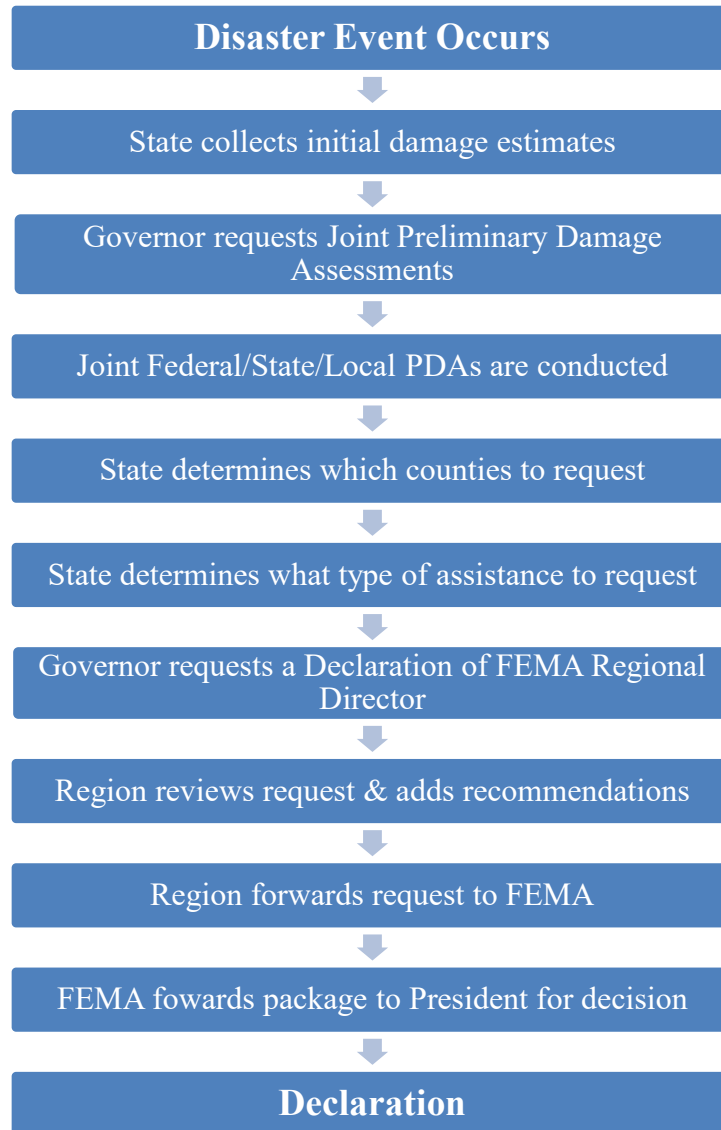 Disaster Event Occurs
State collects initial damage estimates
Governor requests Joint Preliminary Damage
Assessments
Joint Federal/State/Local PDAs are conducted
State determines which counties to request
State determines what type of assistance to request
Governor requests a Declaration of FEMA Regional
Director
Region reviews request & adds recommendations
Region forwards request to FEMA
FEMA fowards package to President for decision
Declaration